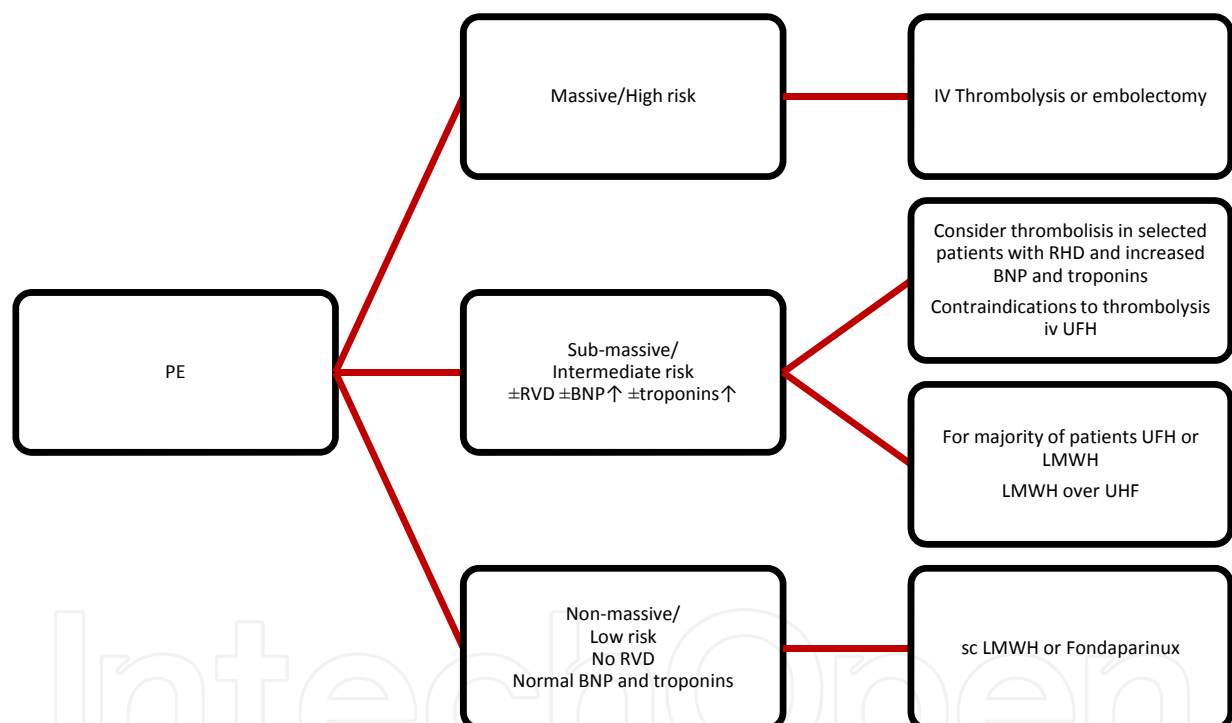 Massive/High risk
IV Thrombolysis or embolectomy
Consider thrombolisis in selected
patients with RHD and increased
BNP and troponins
Contraindications to thrombolysis
iv UFH
PE
Sub-massive/
Intermediate risk
±RVD ±BNP↑ ±troponins↑
For majority of patients UFH or
LMWH
LMWH over UHF
Non-massive/
Low risk
No RVD
Normal BNP and troponins
sc LMWH or Fondaparinux
IntechOpen